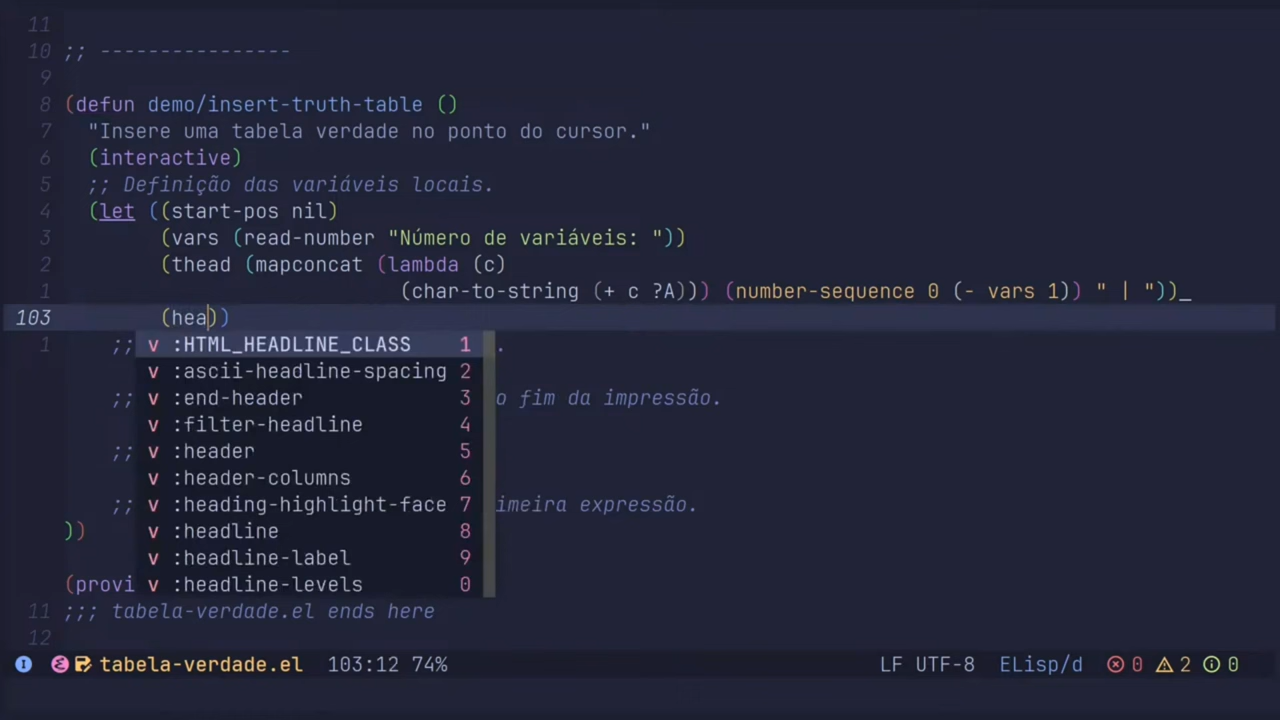 11
10 ;; ----------------
9
8 (defun demo/insert-truth-table ()
7 "Insere uma tabela verdade no ponto do cursor."
6 (interactive)
5 ;; Definição das variáveis locais.
4 (let ((start-pos nil)
3 (vars (read-number "Número de variáveis: "))
2 (thead (mapconcat (lambda (c)
1 (char-to-string (+ c ?A))) (number-sequence 0 (- vars 1)) " | "))_
103 (hea))
1 ;; v :HTML_HEADLINE_CLASS 1 .
v :ascii-headline-spacing 2
;; v :end-header 3 o fim da impressão.
v :filter-headline 4
;; v :header 5
v :header-columns 6
;; v :heading-highlight-face 7 imeira expressão.
)) v :headline 8
v :headline-label 9
(provi v :headline-levels 0
11 ;;; tabela-verdade.el ends here
12
I tabela-verdade.el 103:12 74% LF UTF-8 ELisp/d 0 2 0